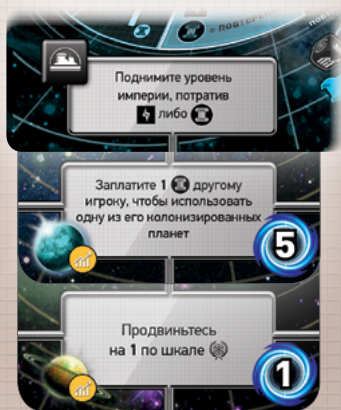 = ПОВТОРЕН
Поднимите уровень
империи, потратив
либо
Заплатите 1 другому
игроку, чтобы использовать
одну из его колонизированных
планет
5
Продвиньтесь
на 1 по шкале
1